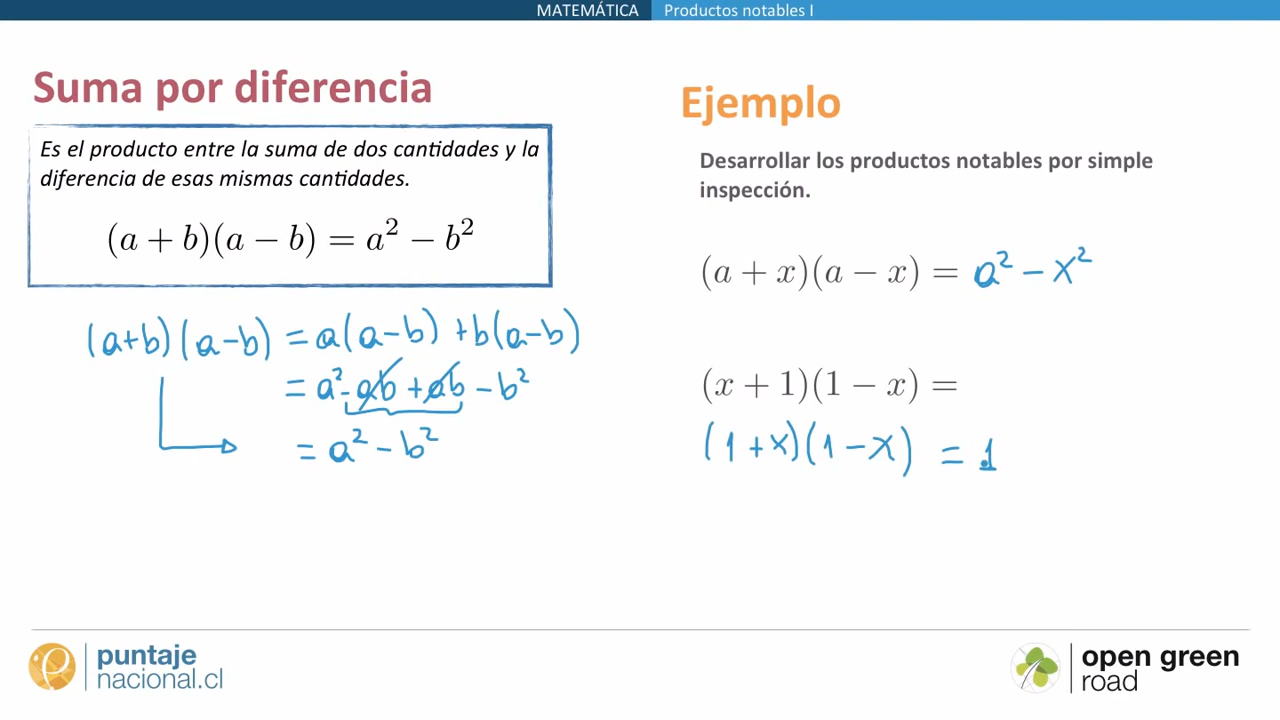 MATEMÁTICA Productos notables I
Suma por diferencia
Es el producto entre la suma de dos cantidades y la
diferencia de esas mismas cantidades.
(a + b)(a − b) = a² − b²
(a+b)(a−b) = a(a−b) +b(a−b)
= a² - ab + ab − b²
= a² − b²
Ejemplo
Desarrollar los productos notables por simple
inspección.
(a + x)(a − x) = a² − x²
(x + 1)(1 − x) =
(1+x)(1−x) = 1
puntaje
nacional.cl
open green
road